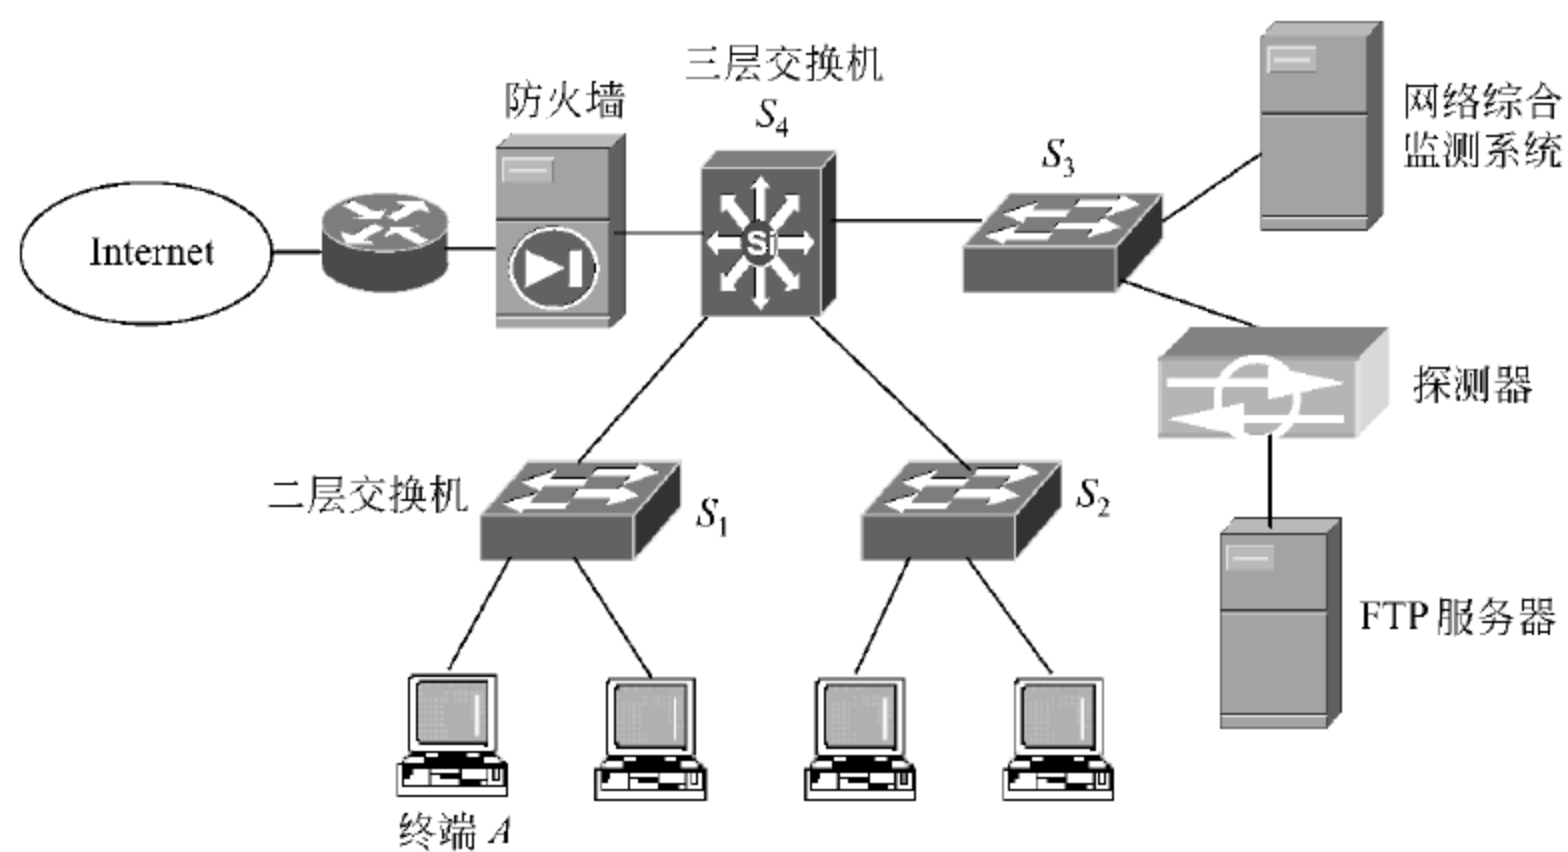 三层交换机
S4
防火墙
网络综合
监测系统
S3
Internet
Si
探测器
二层交换机
S1
S2
FTP服务器
终端 A